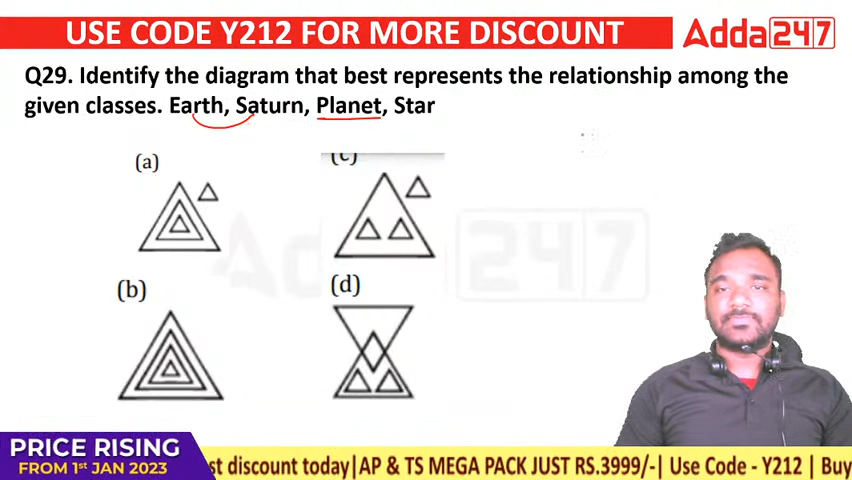 USE CODE Y212 FOR MORE DISCOUNT
Adda247
Q29. Identify the diagram that best represents the relationship among the
given classes. Earth, Saturn, Planet, Star
(a)
(c)
(b)
(d)
Adda 247
PRICE RISING
FROM 1ST JAN 2023
st discount today|AP & TS MEGA PACK JUST RS.3999/-| Use Code - Y212 | Buy